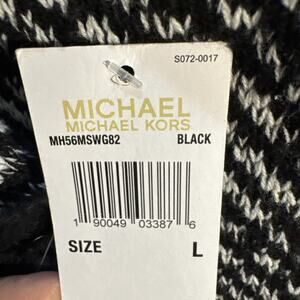 S072-0017
MICHAEL
MICHAEL KORS
MH56MSWG82 BLACK
1 90049 03387 6
SIZE L